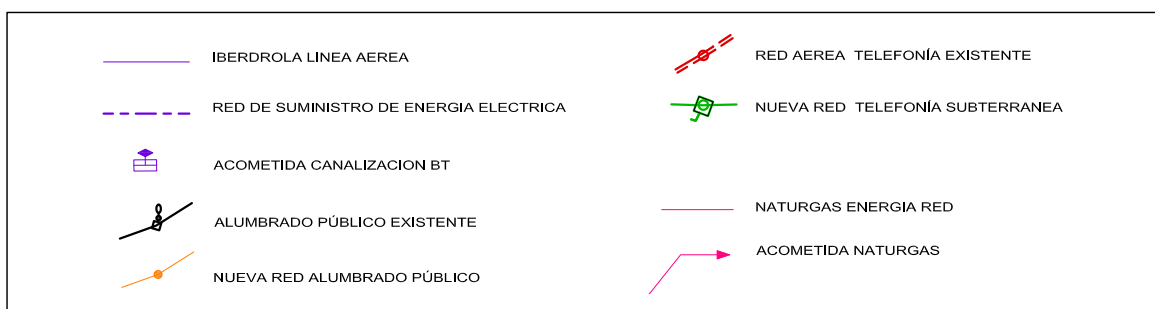 IBERDROLA LINEA AEREA
RED DE SUMINISTRO DE ENERGIA ELECTRICA
ACOMETIDA CANALIZACION BT
ALUMBRADO PÚBLICO EXISTENTE
NUEVA RED ALUMBRADO PÚBLICO
RED AEREA TELEFONÍA EXISTENTE
NUEVA RED TELEFONÍA SUBTERRANEA
NATURGAS ENERGIA RED
ACOMETIDA NATURGAS